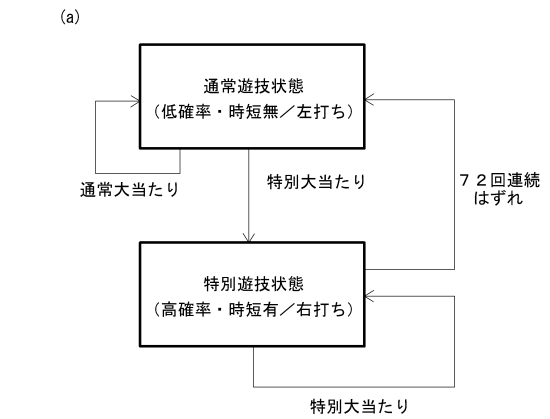 (a)
通常遊技状態
（低確率・時短無／左打ち）
通常大当たり
特別大当たり
７２回連続
はずれ
特別遊技状態
（高確率・時短有／右打ち）
特別大当たり